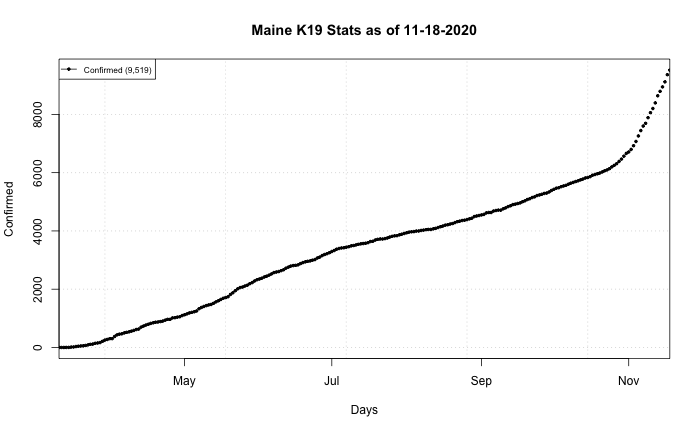 Maine K19 Stats as of 11-18-2020
Confirmed (9,519)
8000
6000
4000
2000
0
Confirmed
May Jul Sep Nov
Days